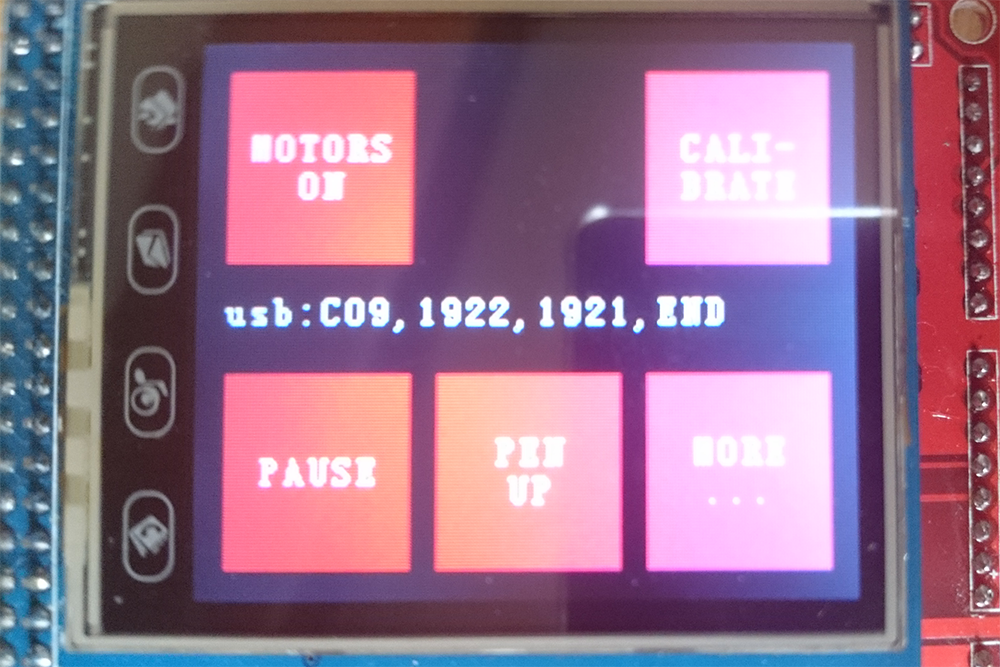 MOTORS
ON
CALI-
BRATE
usb:C09,1922,1921,END
PAUSE
PEN
UP
MORE
...